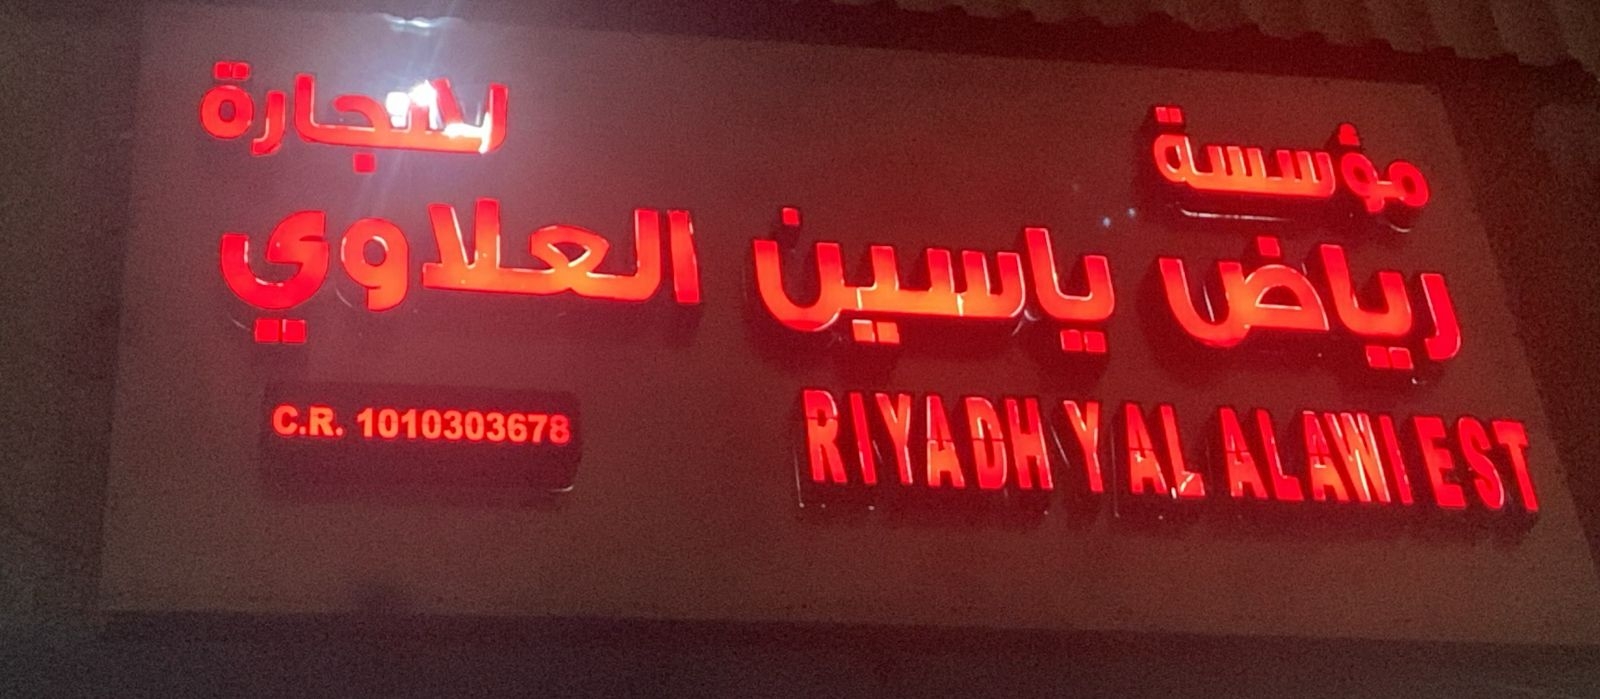 مؤسسة
رياض ياسين العلاوي
للتجارة
RIYADH Y AL ALAWI EST
C.R. 1010303678